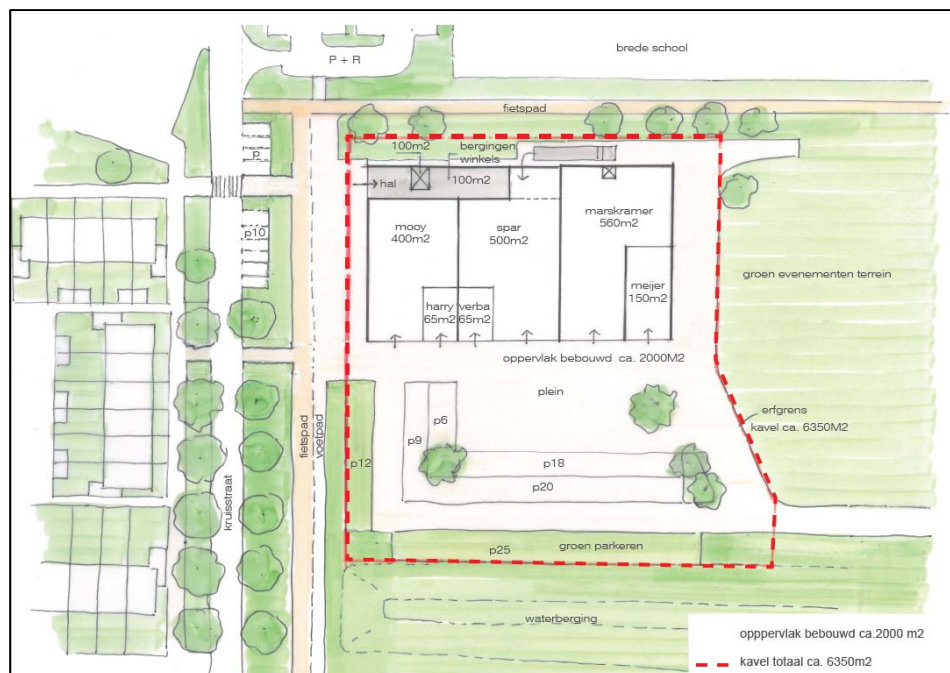 brede school
P + R
fietspad
100m2
bergingen
winkels
p
hal
100m2
marskramer
560m2
mooy
400m2
spar
500m2
p10
groen evenementen terrein
meijer
150m2
harry
65m2
verba
65m2
oppervlak bebouwd ca. 2000M2
plein
erfgrens
kavel ca. 6350M2
p6
p9
fietspad
voetpad
p12
p18
kruisstraat
p20
p25
groen parkeren
waterberging
opppervlak bebouwd ca.2000 m2
kavel totaal ca. 6350m2